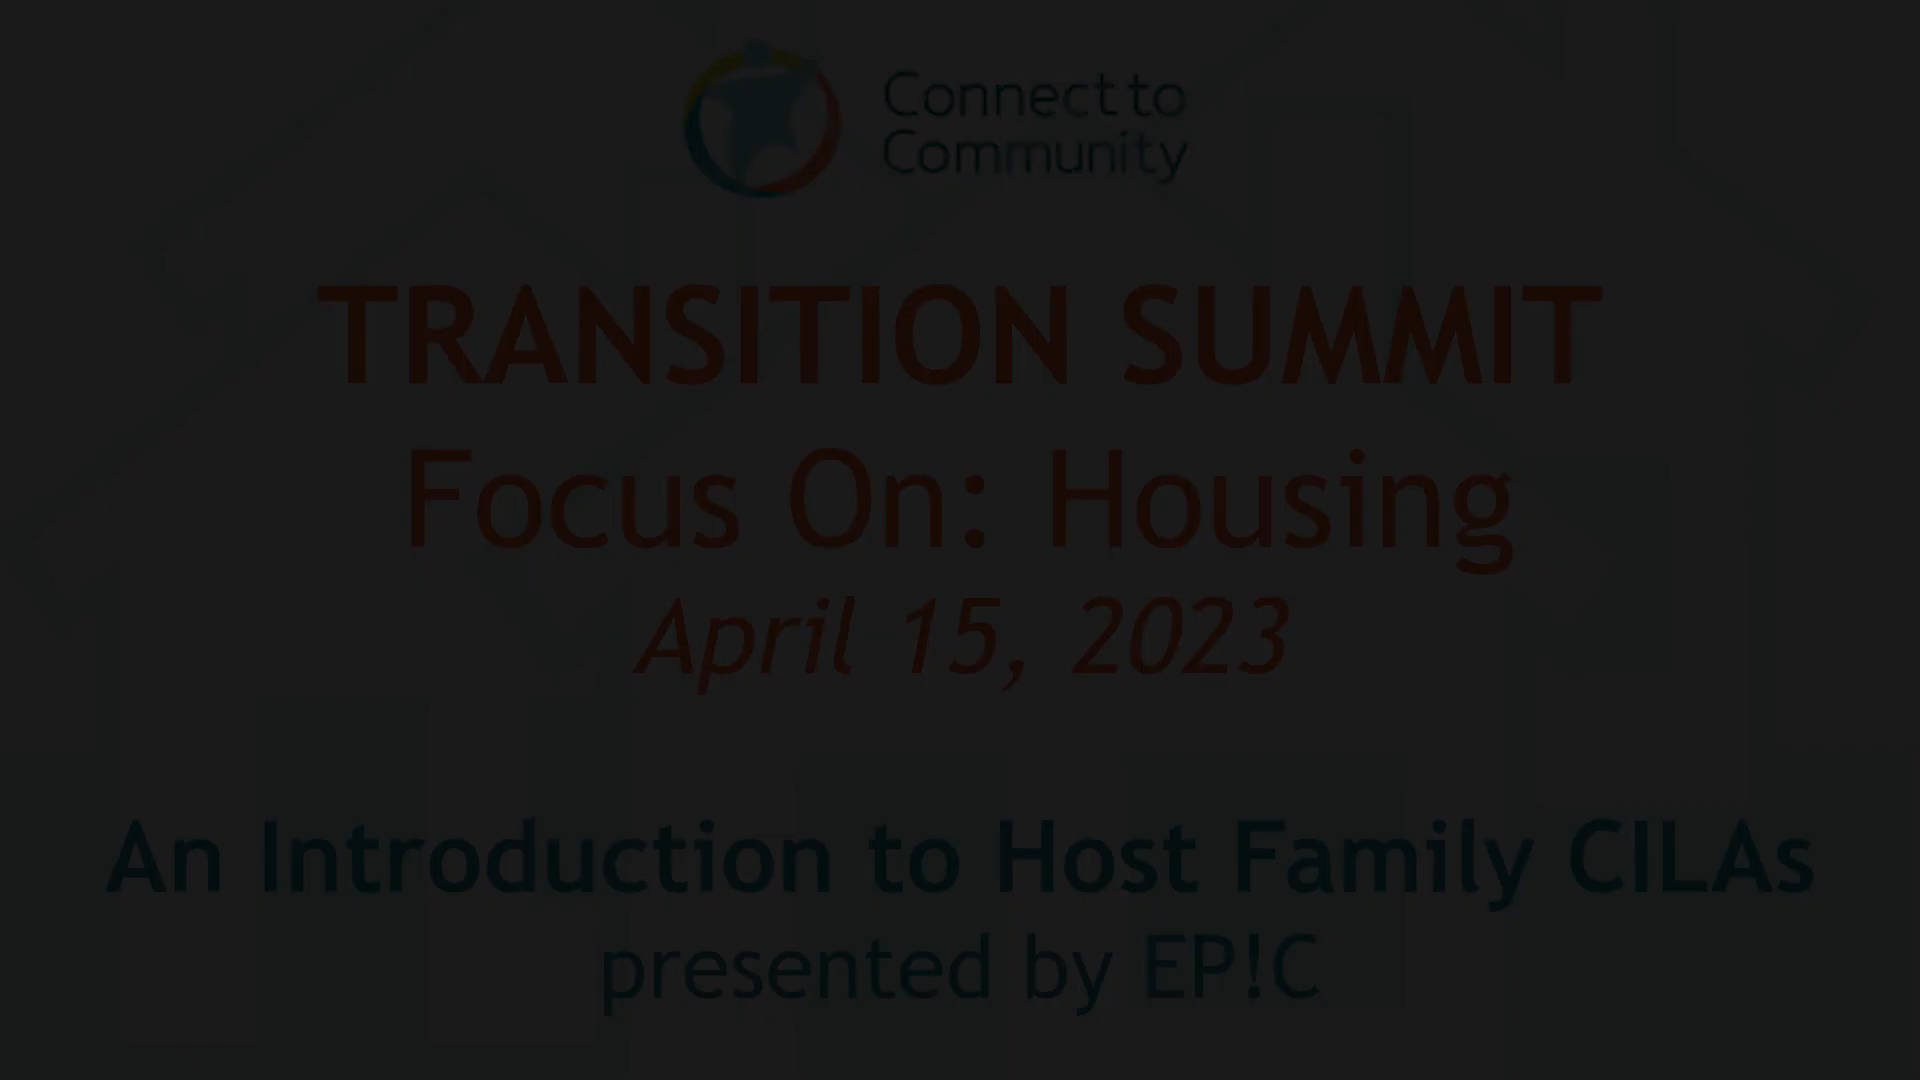 Connect to
Community
TRANSITION SUMMIT
Focus On: Housing
April 15, 2023
An Introduction to Host Family CILAs
presented by EP!C